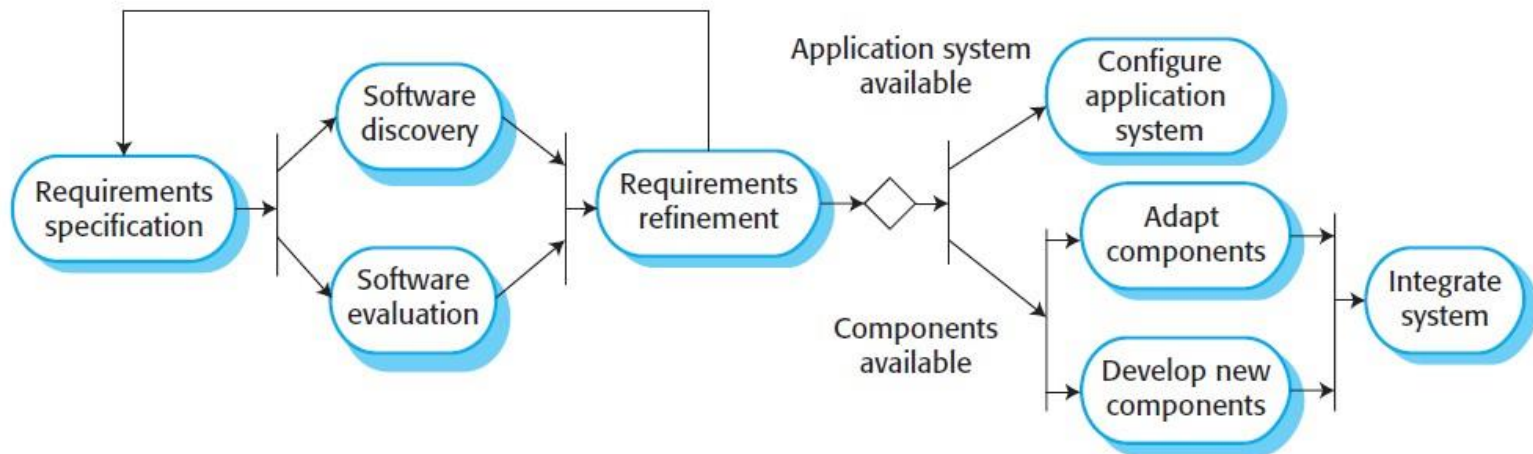 Requirements
specification
Software
discovery
Software
evaluation
Requirements
refinement
Application system
available
Configure
application
system
Components
available
Adapt
components
Develop new
components
Integrate
system